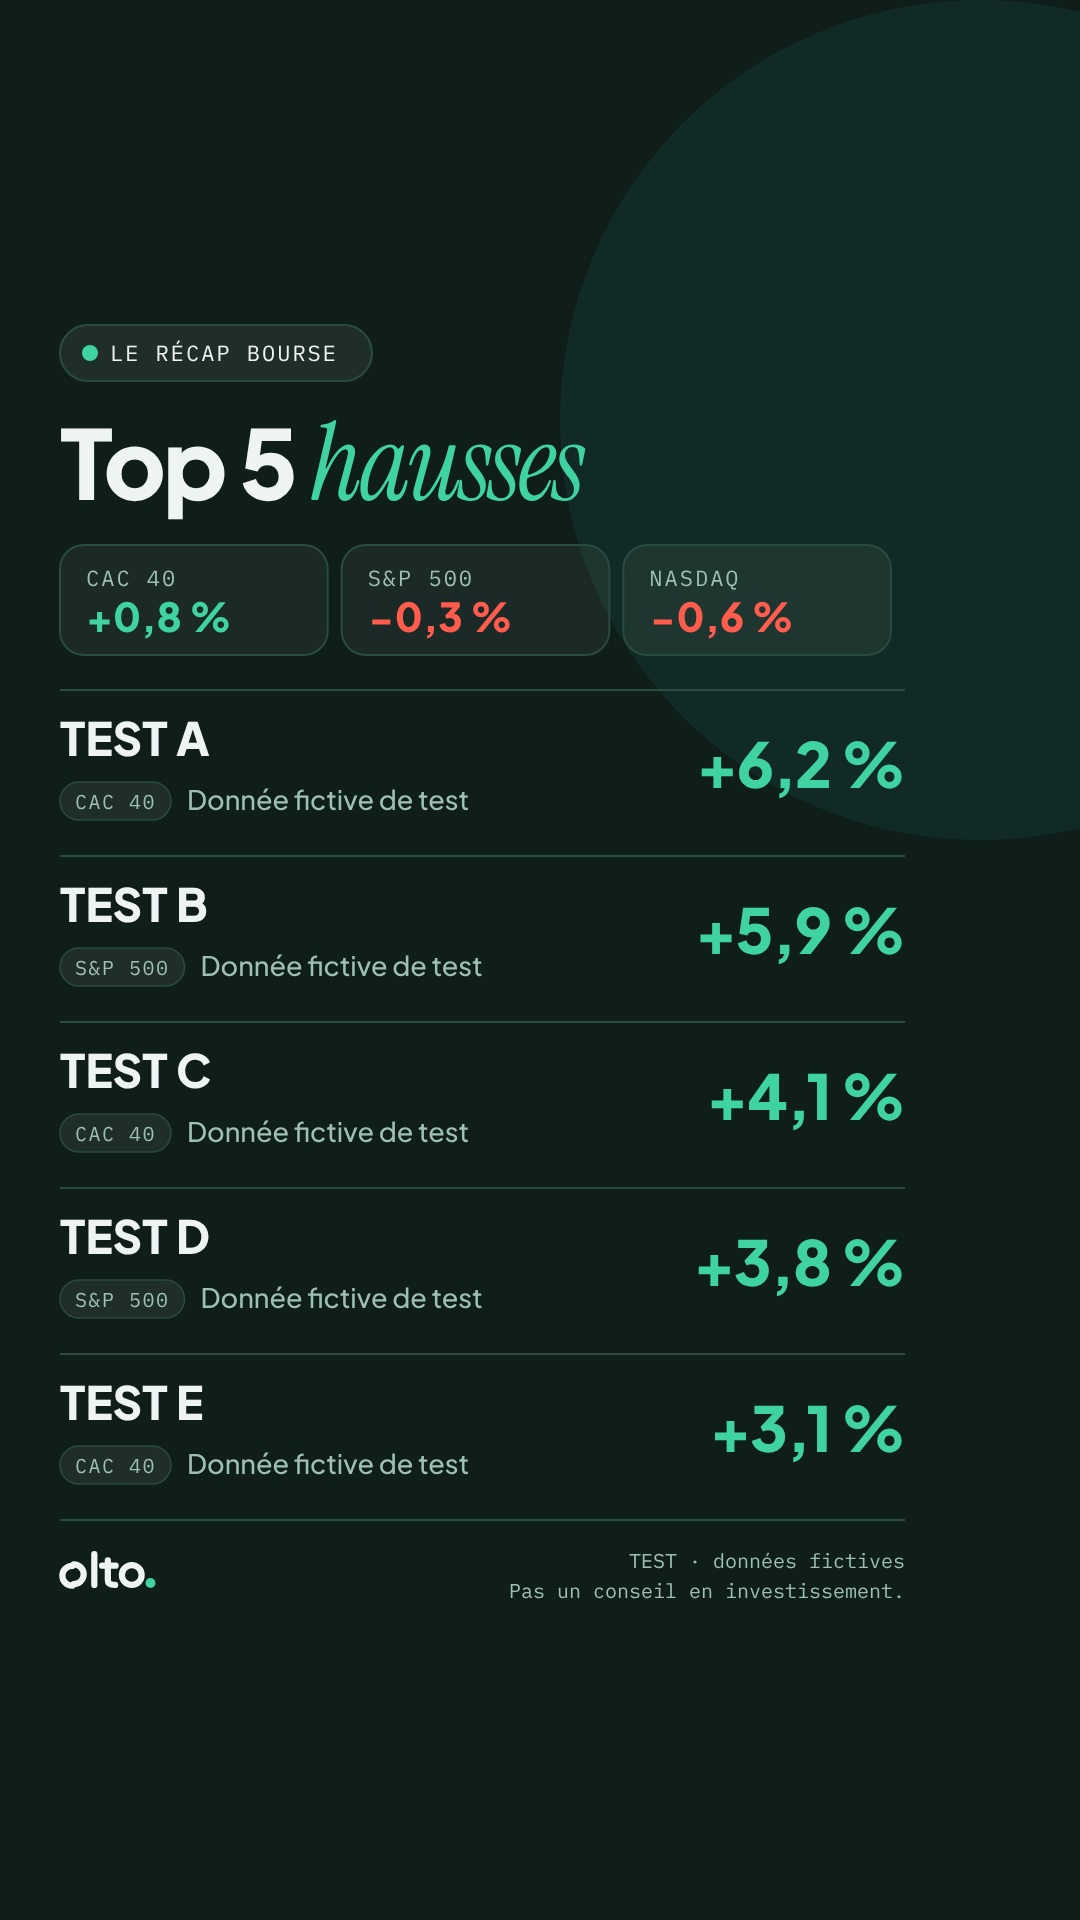 LE RÉCAP BOURSE
Top 5 hausses
CAC 40
+0,8 %
S&P 500
−0,3 %
NASDAQ
−0,6 %
TEST A
+6,2 %
CAC 40 Donnée fictive de test
TEST B
+5,9 %
S&P 500 Donnée fictive de test
TEST C
+4,1 %
CAC 40 Donnée fictive de test
TEST D
+3,8 %
S&P 500 Donnée fictive de test
TEST E
+3,1 %
CAC 40 Donnée fictive de test
olto.
TEST · données fictives
Pas un conseil en investissement.